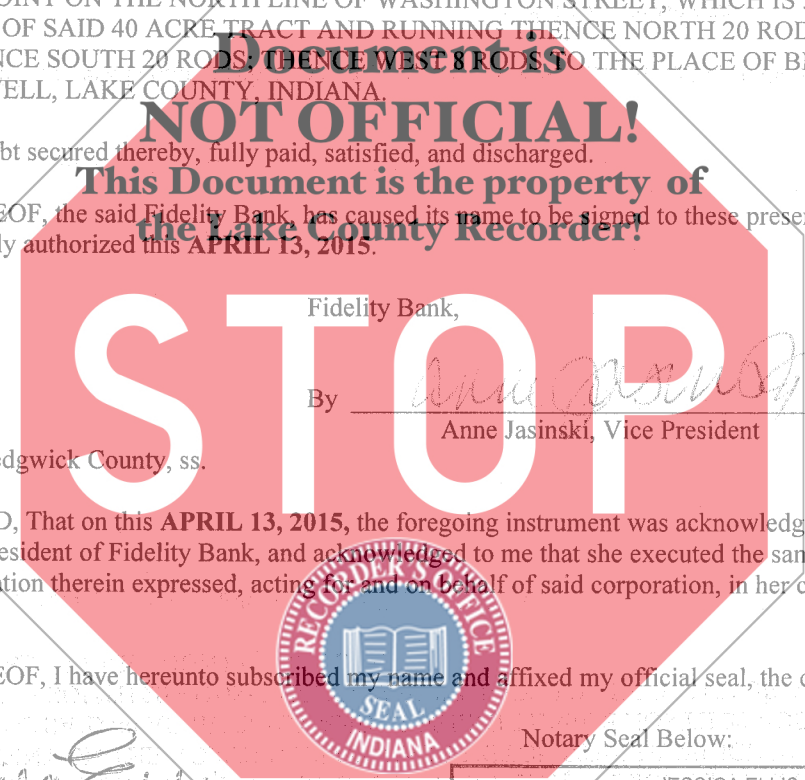 POINT ON THE NORTH LINE OF WASHINGTON STREET, WHICH IS
OF SAID 40 ACRE TRACT AND RUNNING THENCE NORTH 20 ROD
NCE SOUTH 20 RODS; THENCE WEST 8 RODS TO THE PLACE OF BE
VELL, LAKE COUNTY, INDIANA.
Document is
NOT OFFICIAL!
bt secured thereby, fully paid, satisfied, and discharged.
This Document is the property of
the Lake County Recorder!
EOF, the said Fidelity Bank, has caused its name to be signed to these presen
ly authorized this APRIL 13, 2015.
STOP
Fidelity Bank,
By Anne Jasinski
Anne Jasinski, Vice President
edgwick County, ss.
D, That on this APRIL 13, 2015, the foregoing instrument was acknowledg
esident of Fidelity Bank, and acknowledged to me that she executed the sam
ation therein expressed, acting for and on behalf of said corporation, in her c
RECORDER'S OFFICE
SEAL
INDIANA
EOF, I have hereunto subscribed my name and affixed my official seal, the d
Notary Seal Below: